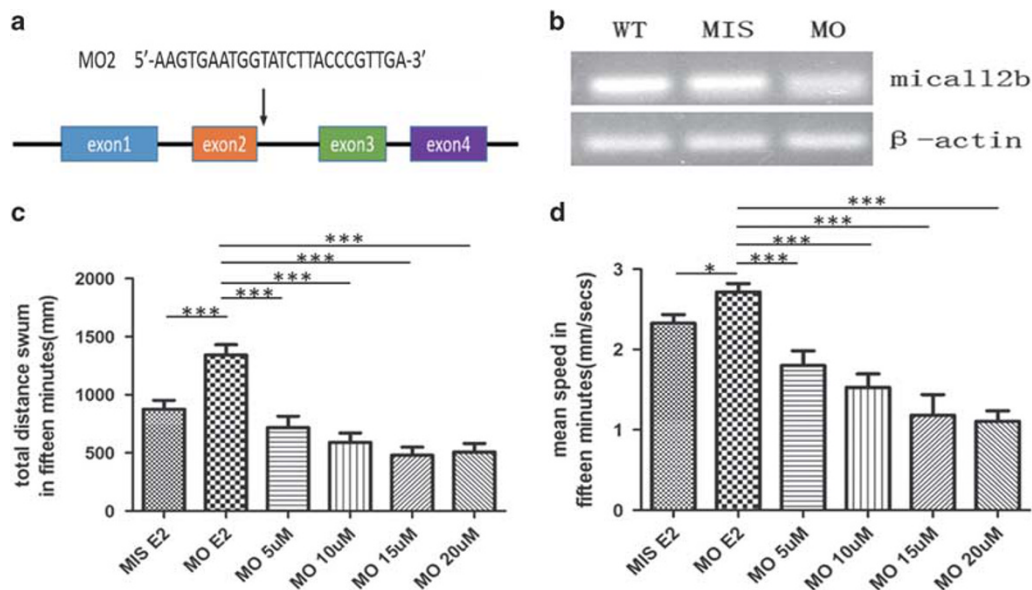 a
MO2 5′-AAGTGAATGGTATCTTACCCGTTGA-3′
exon1 exon2 exon3 exon4
b
WT MIS MO
micall2b
β-actin
c
*** 
***
***
***
***
total distance swum
in fifteen minutes(mm)
2000
1500
1000
500
0
MIS E2
MO E2
MO 5uM
MO 10uM
MO 15uM
MO 20uM
d
***
***
***
***
*
mean speed in
fifteen minutes(mm/secs)
3
2
1
0
MIS E2
MO E2
MO 5uM
MO 10uM
MO 15uM
MO 20uM